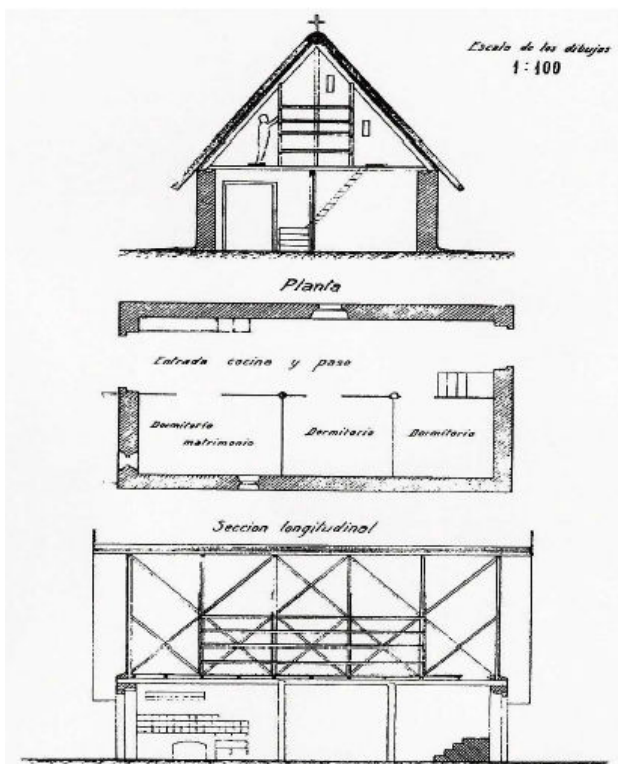 Escala de los dibujos
1:100
Planta
Entrada cocina y paso
Dormitorio
matrimonio
Dormitorio
Dormitorio
Seccion longitudinal